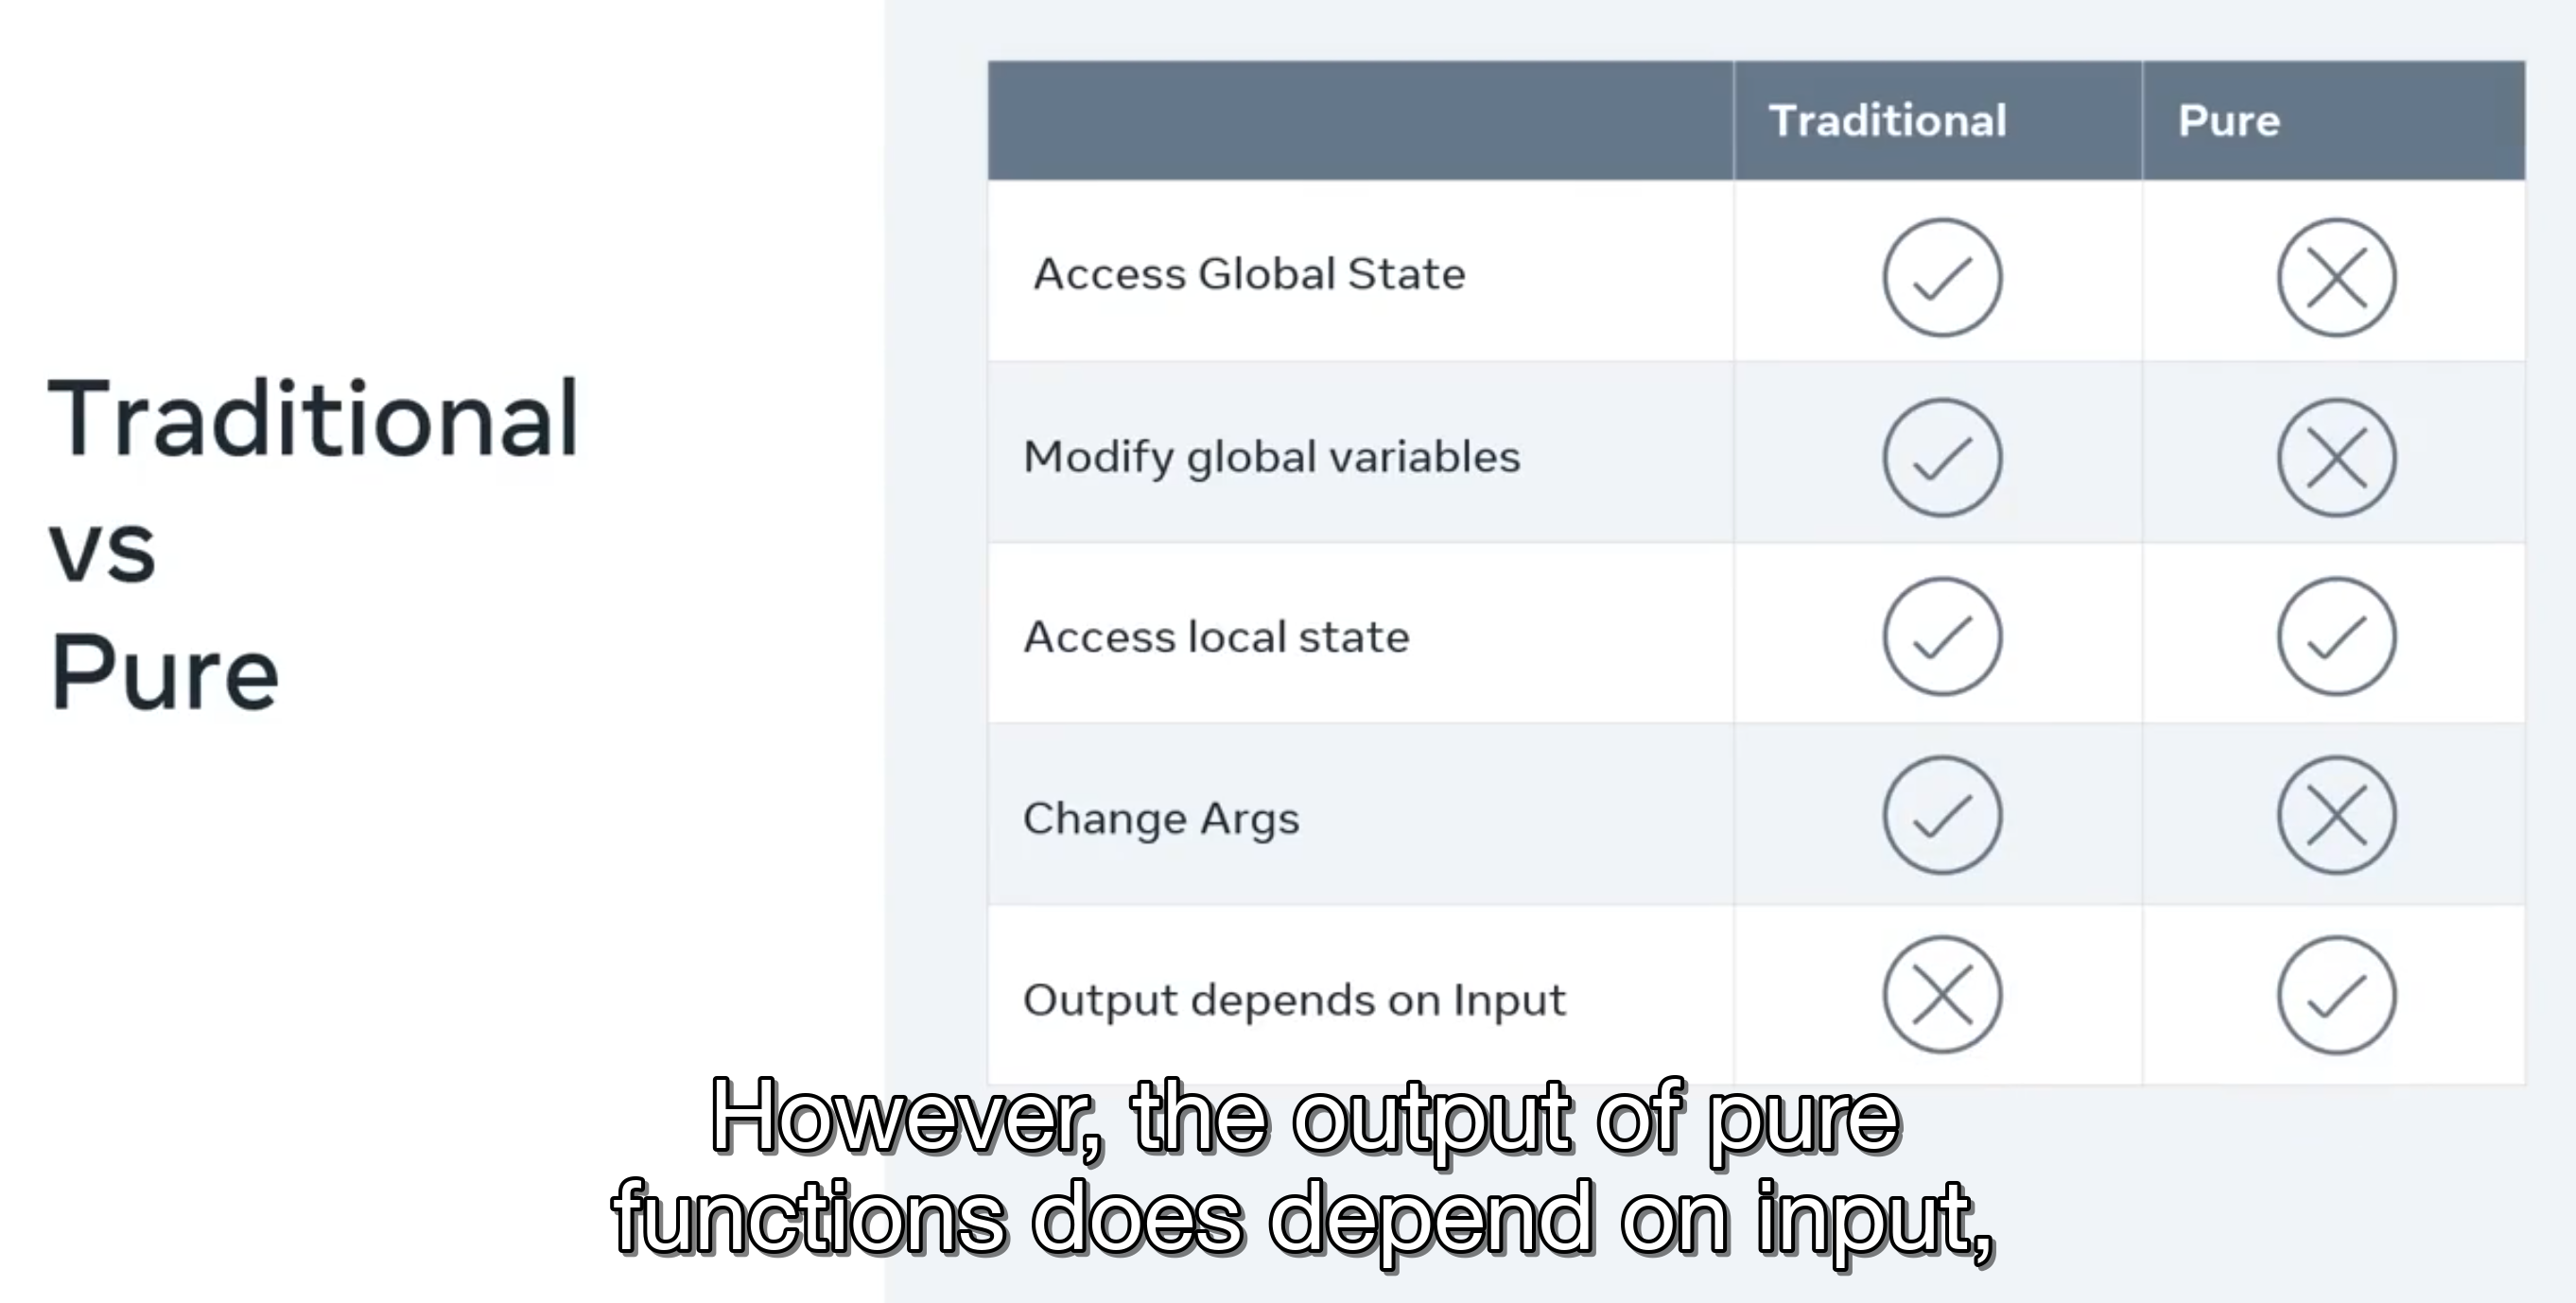 Traditional
vs
Pure
Traditional Pure
Access Global State
Modify global variables
Access local state
Change Args
Output depends on Input
However, the output of pure
functions does depend on input,